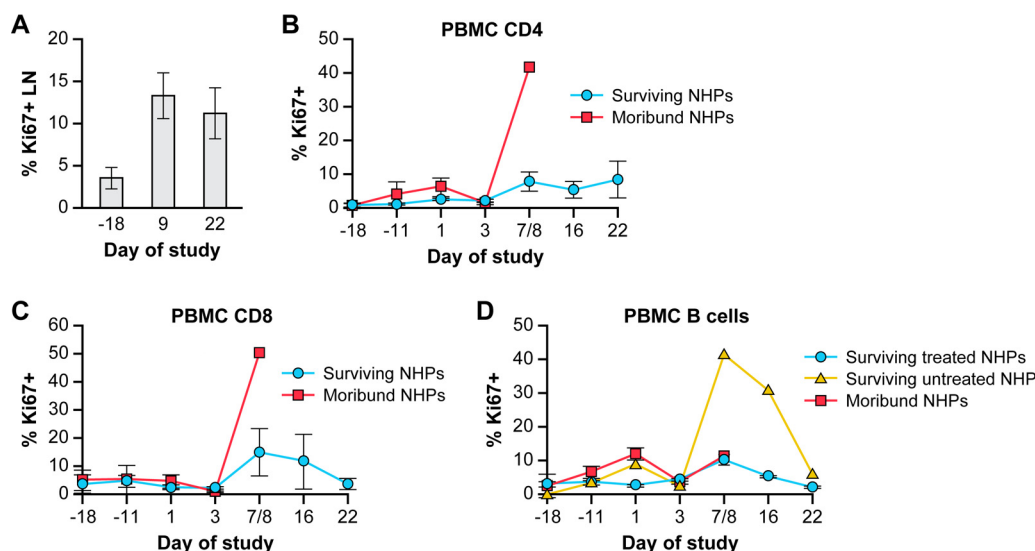 A
% Ki67+ LN
20
15
10
5
0
-18 9 22
Day of study
B
PBMC CD4
% Ki67+
50
40
30
20
10
0
-18 -11 1 3 7/8 16 22
Day of study
Surviving NHPs
Moribund NHPs
C
PBMC CD8
% Ki67+
60
50
40
30
20
10
0
-18 -11 1 3 7/8 16 22
Day of study
Surviving NHPs
Moribund NHPs
D
PBMC B cells
% Ki67+
50
40
30
20
10
0
-18 -11 1 3 7/8 16 22
Day of study
Surviving treated NHPs
Surviving untreated NHP
Moribund NHPs